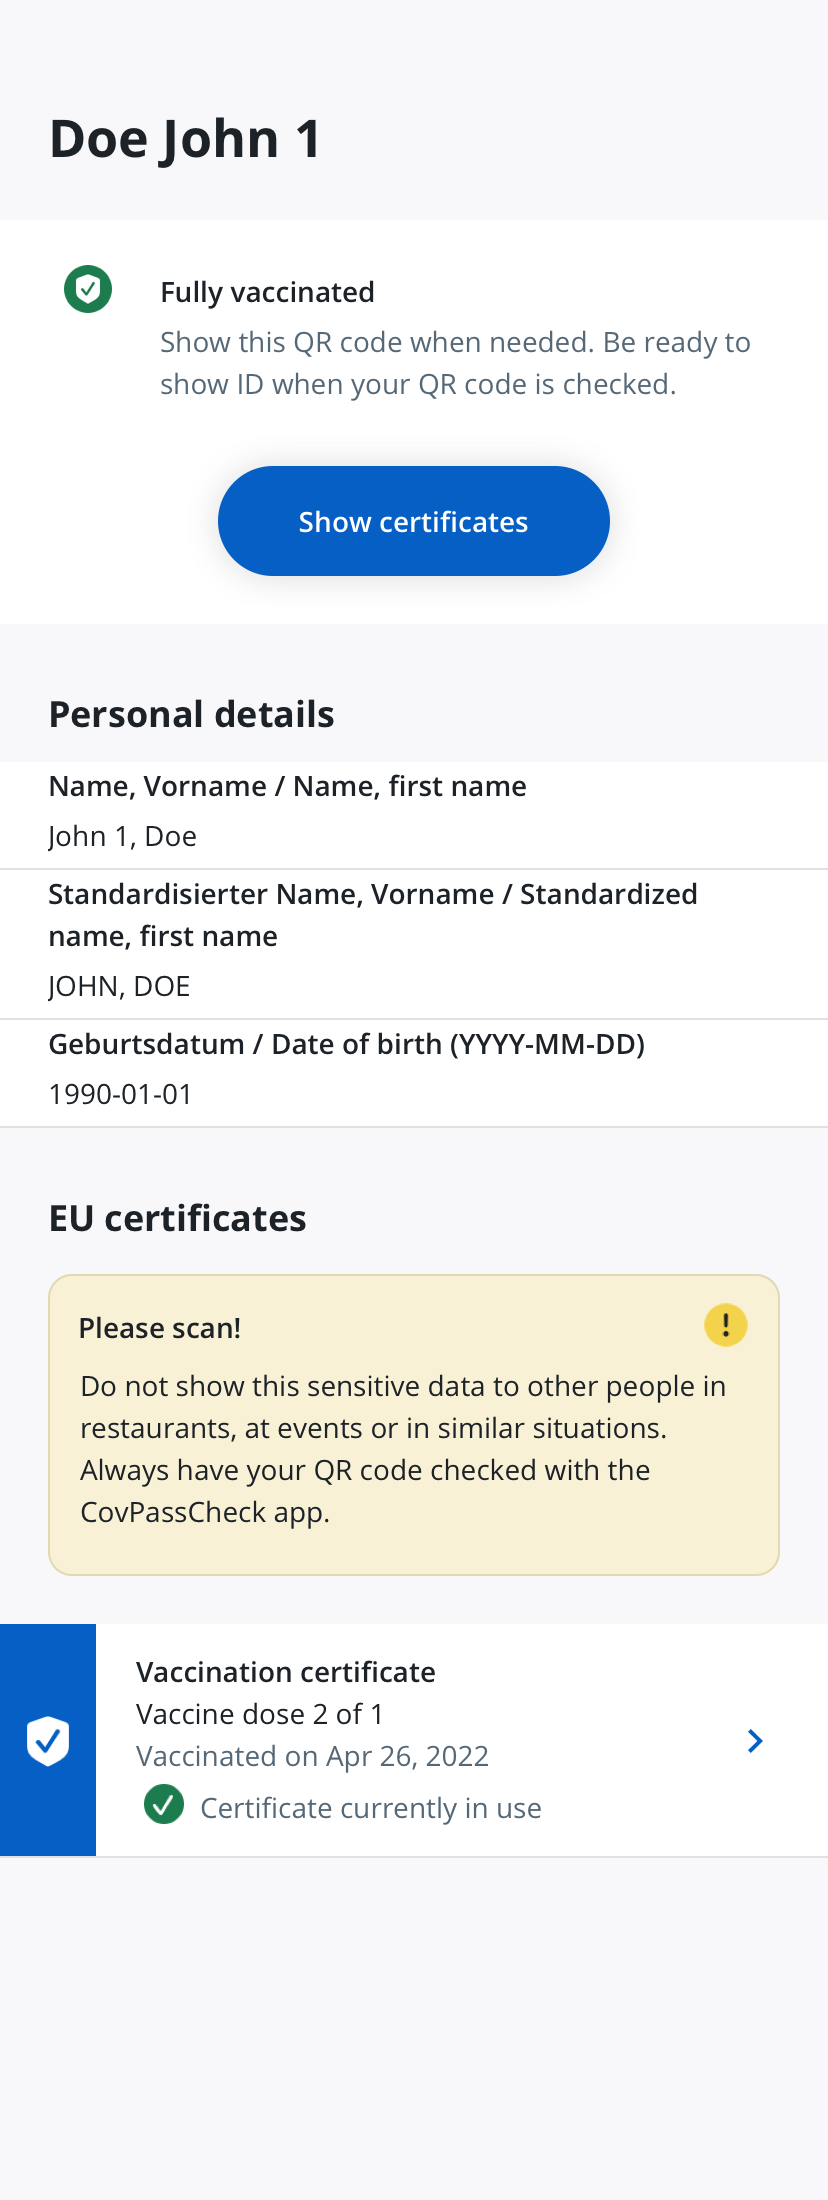 Doe John 1
Fully vaccinated
Show this QR code when needed. Be ready to
show ID when your QR code is checked.
Show certificates
Personal details
Name, Vorname / Name, first name
John 1, Doe
Standardisierter Name, Vorname / Standardized
name, first name
JOHN, DOE
Geburtsdatum / Date of birth (YYYY-MM-DD)
1990-01-01
EU certificates
Please scan!
Do not show this sensitive data to other people in
restaurants, at events or in similar situations.
Always have your QR code checked with the
CovPassCheck app.
Vaccination certificate
Vaccine dose 2 of 1
Vaccinated on Apr 26, 2022
Certificate currently in use